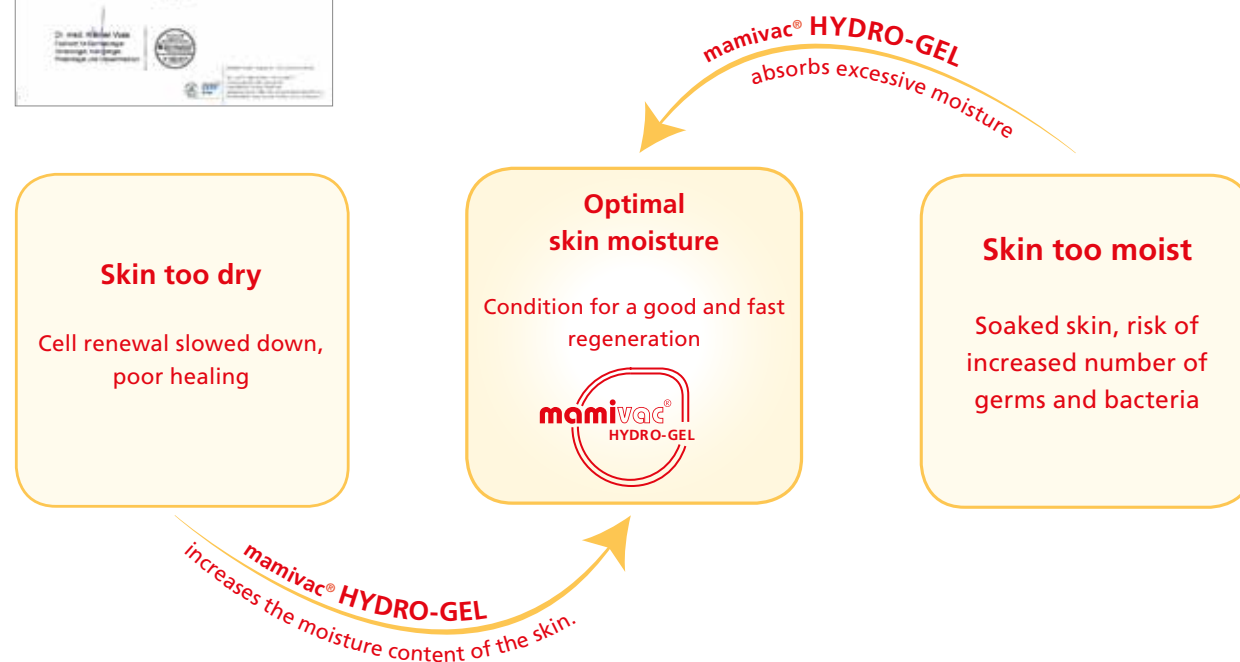 Dr. med.
mamivac® HYDRO-GEL
absorbs excessive moisture
Skin too dry
Cell renewal slowed down,
poor healing
Optimal
skin moisture
Condition for a good and fast
regeneration
mamivac®
HYDRO-GEL
Skin too moist
Soaked skin, risk of
increased number of
germs and bacteria
mamivac® HYDRO-GEL
increases the moisture content of the skin.